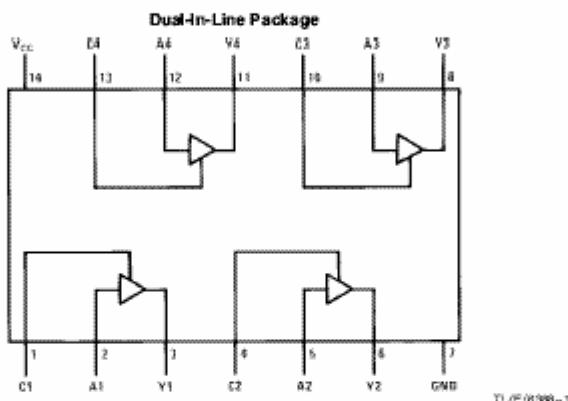 Dual-In-Line Package
VCC C4 A4 Y4 C3 A3 Y3
14 13 12 11 10 9 8
1 2 3 4 5 6 7
C1 A1 Y1 C2 A2 Y2 GND